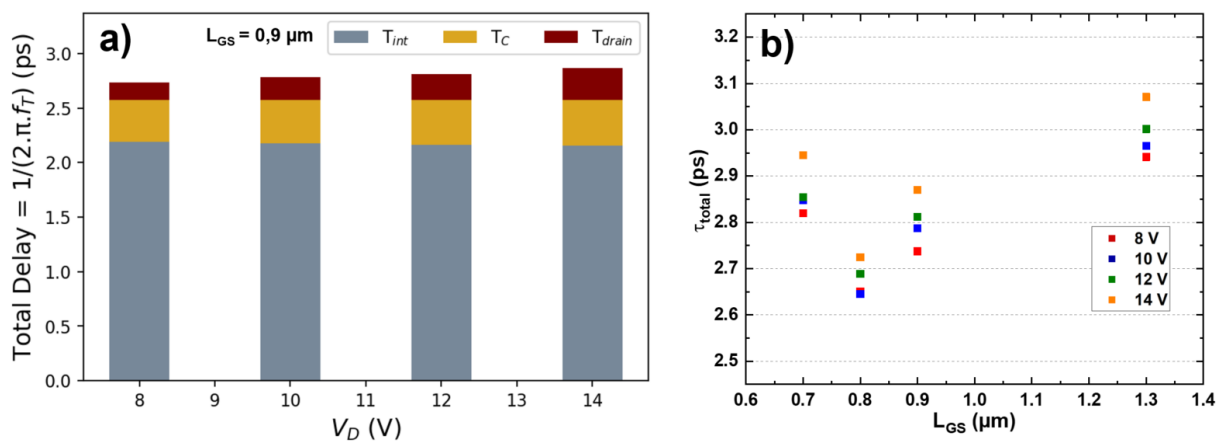 a)
L_GS = 0,9 µm
T_int
T_C
T_drain
Total Delay = 1/(2.π.f_T) (ps)
3.0
2.5
2.0
1.5
1.0
0.5
0.0
8
9
10
11
12
13
14
V_D (V)
b)
τ_total (ps)
3.2
3.1
3.0
2.9
2.8
2.7
2.6
2.5
8 V
10 V
12 V
14 V
0.6
0.7
0.8
0.9
1.0
1.1
1.2
1.3
1.4
L_GS (µm)